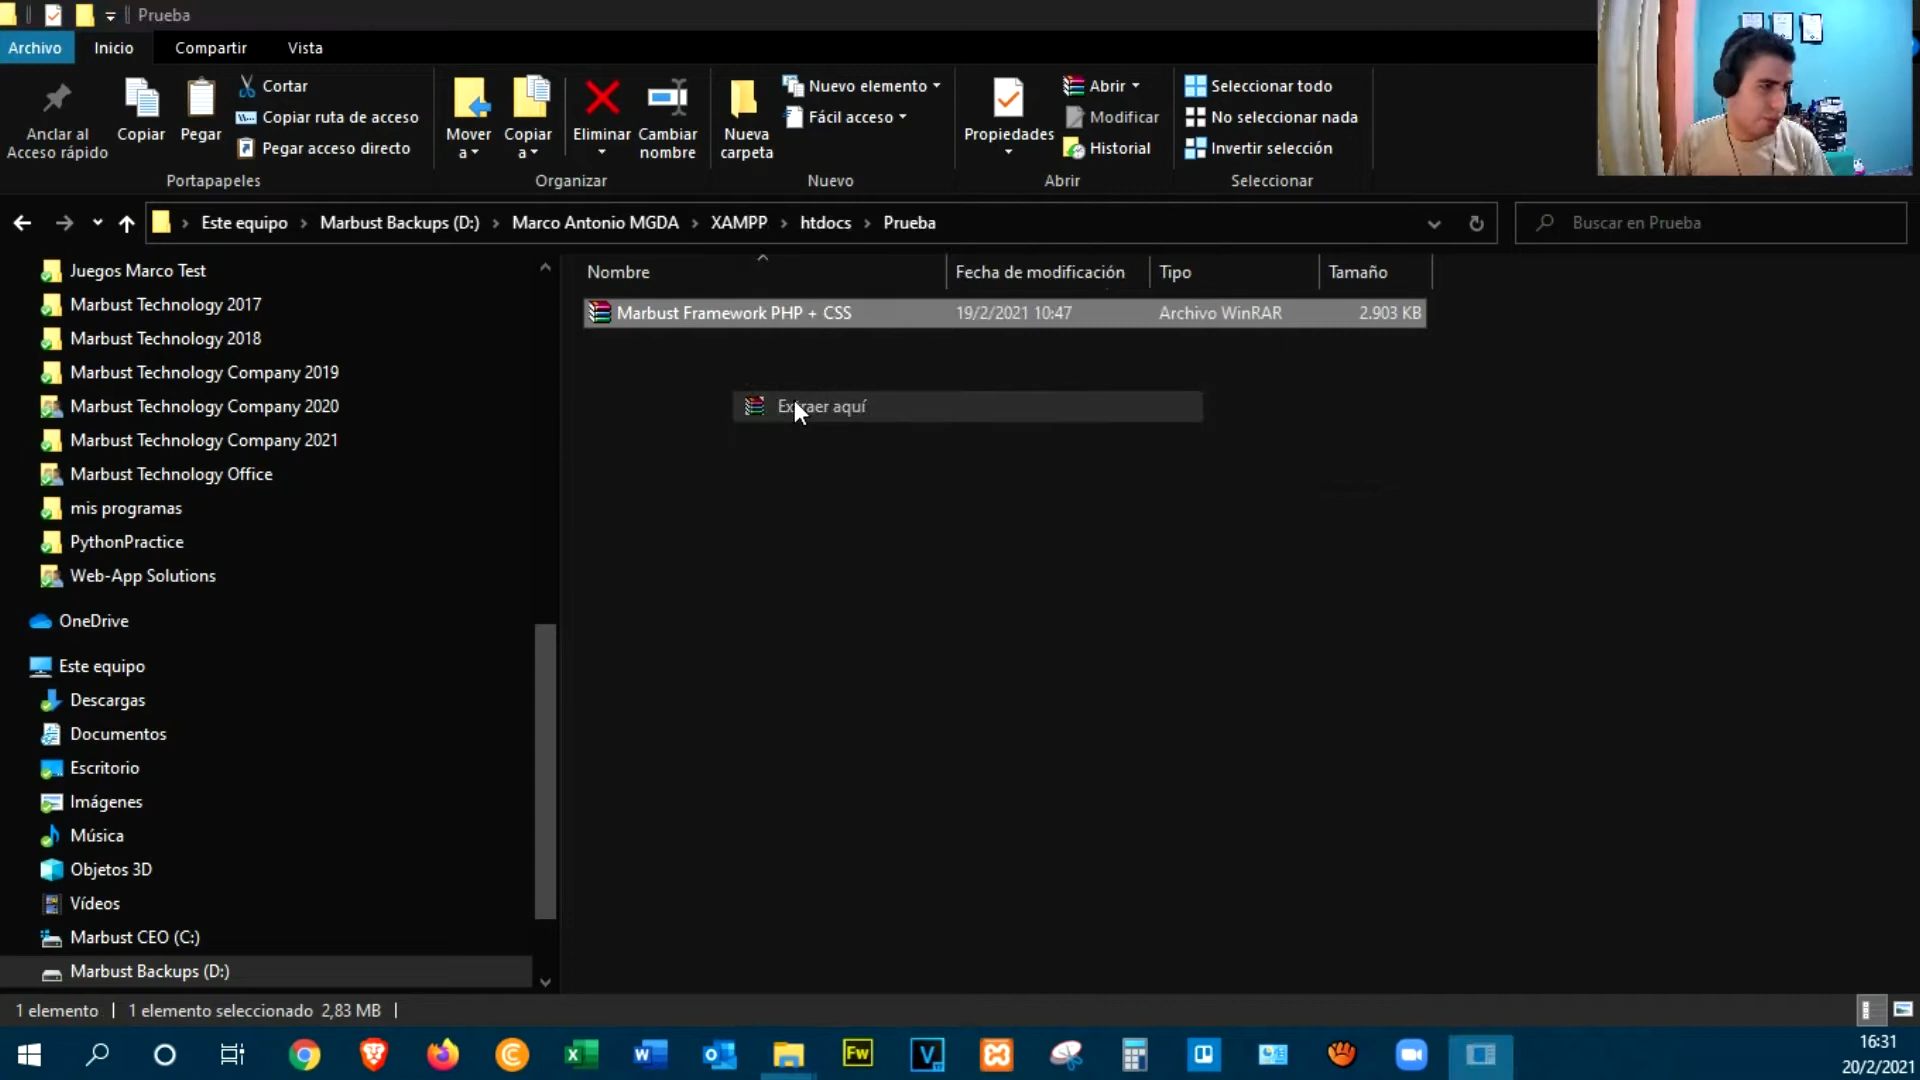 Prueba
Archivo
Inicio
Compartir
Vista
Anclar al
Acceso rápido
Copiar
Pegar
Cortar
Copiar ruta de acceso
Pegar acceso directo
Portapapeles
Mover
a
Copiar
a
Eliminar
Cambiar
nombre
Organizar
Nueva
carpeta
Nuevo elemento
Fácil acceso
Nuevo
Propiedades
Abrir
Modificar
Historial
Abrir
Seleccionar todo
No seleccionar nada
Invertir selección
Seleccionar
Este equipo > Marbust Backups (D:) > Marco Antonio MGDA > XAMPP > htdocs > Prueba
Buscar en Prueba
Juegos Marco Test
Marbust Technology 2017
Marbust Technology 2018
Marbust Technology Company 2019
Marbust Technology Company 2020
Marbust Technology Company 2021
Marbust Technology Office
mis programas
PythonPractice
Web-App Solutions
OneDrive
Este equipo
Descargas
Documentos
Escritorio
Imágenes
Música
Objetos 3D
Vídeos
Marbust CEO (C:)
Marbust Backups (D:)
Nombre Fecha de modificación Tipo Tamaño
Marbust Framework PHP + CSS 19/2/2021 10:47 Archivo WinRAR 2.903 KB
Extraer aquí
1 elemento | 1 elemento seleccionado 2,83 MB |
Fw
16:31
20/2/2021